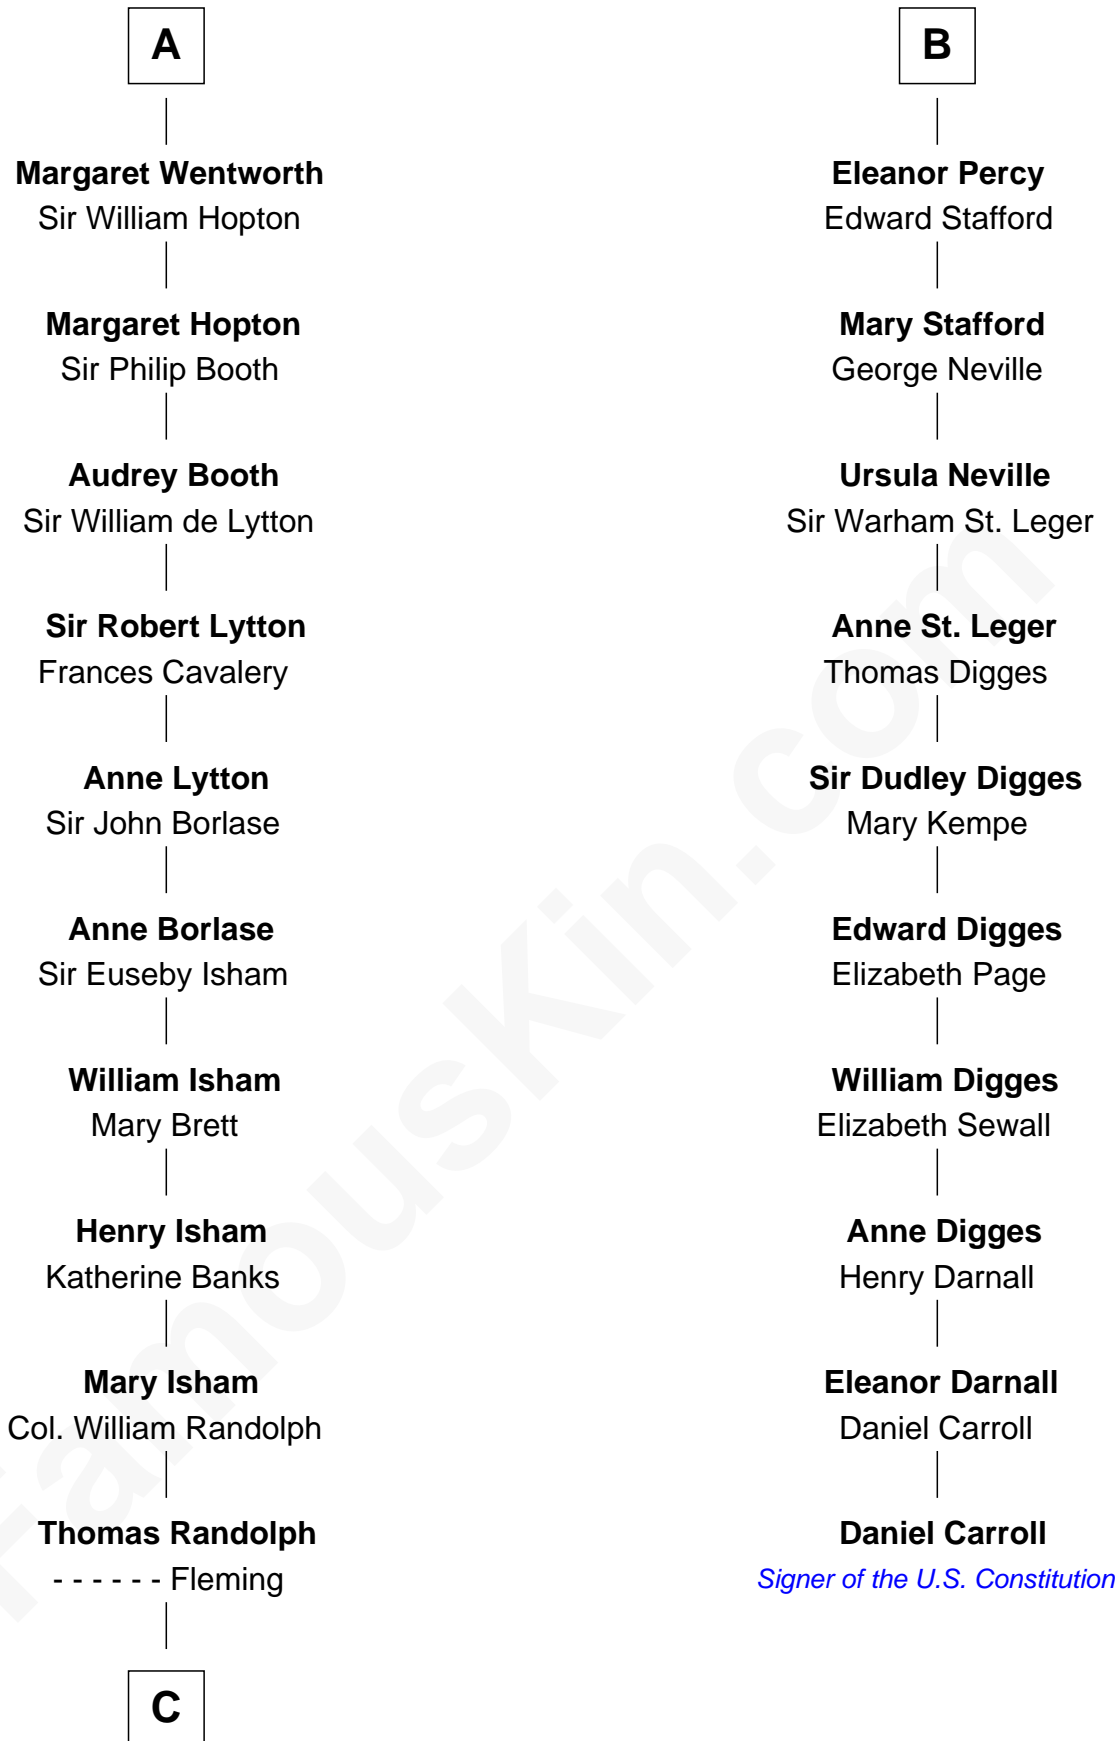 A
Margaret Wentworth
Sir William Hopton
Margaret Hopton
Sir Philip Booth
Audrey Booth
Sir William de Lytton
Sir Robert Lytton
Frances Cavalery
Anne Lytton
Sir John Borlase
Anne Borlase
Sir Euseby Isham
William Isham
Mary Brett
Henry Isham
Katherine Banks
Mary Isham
Col. William Randolph
Thomas Randolph
- - - - - - Fleming
C
B
Eleanor Percy
Edward Stafford
Mary Stafford
George Neville
Ursula Neville
Sir Warham St. Leger
Anne St. Leger
Thomas Digges
Sir Dudley Digges
Mary Kempe
Edward Digges
Elizabeth Page
William Digges
Elizabeth Sewall
Anne Digges
Henry Darnall
Eleanor Darnall
Daniel Carroll
Daniel Carroll
Signer of the U.S. Constitution
FamousKin.com